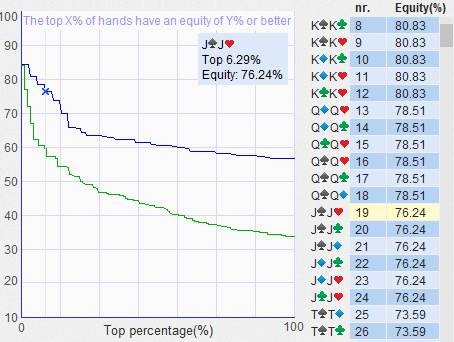 The top X% of hands have an equity of Y% or better
J♠J♥
Top 6.29%
Equity: 76.24%
90
80
70
60
50
40
30
20
10
0
100
Top percentage(%)
nr. Equity(%)
K♠K♣ 8 80.83
K♠K♥ 9 80.83
K♦K♣ 10 80.83
K♦K♥ 11 80.83
K♣K♥ 12 80.83
Q♦Q♥ 13 78.51
Q♦Q♣ 14 78.51
Q♣Q♥ 15 78.51
Q♠Q♥ 16 78.51
Q♠Q♣ 17 78.51
Q♠Q♦ 18 78.51
J♠J♥ 19 76.24
J♠J♣ 20 76.24
J♠J♦ 21 76.24
J♦J♣ 22 76.24
J♦J♥ 23 76.24
J♣J♥ 24 76.24
T♠T♦ 25 73.59
T♠T♣ 26 73.59